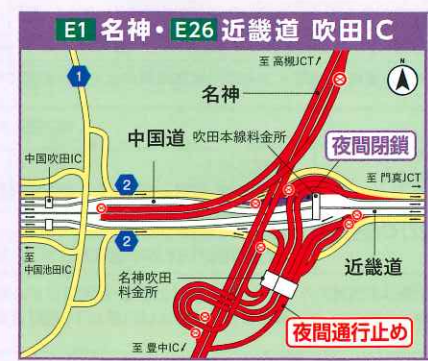 E1 名神・E26 近畿道 吹田IC
至 高槻JCT
N
名神
1
中国道
吹田本線料金所
夜間閉鎖
中国吹田IC
2
至 門真JCT
2
至
中国池田IC
名神吹田
料金所
近畿道
夜間通行止め
至 豊中IC